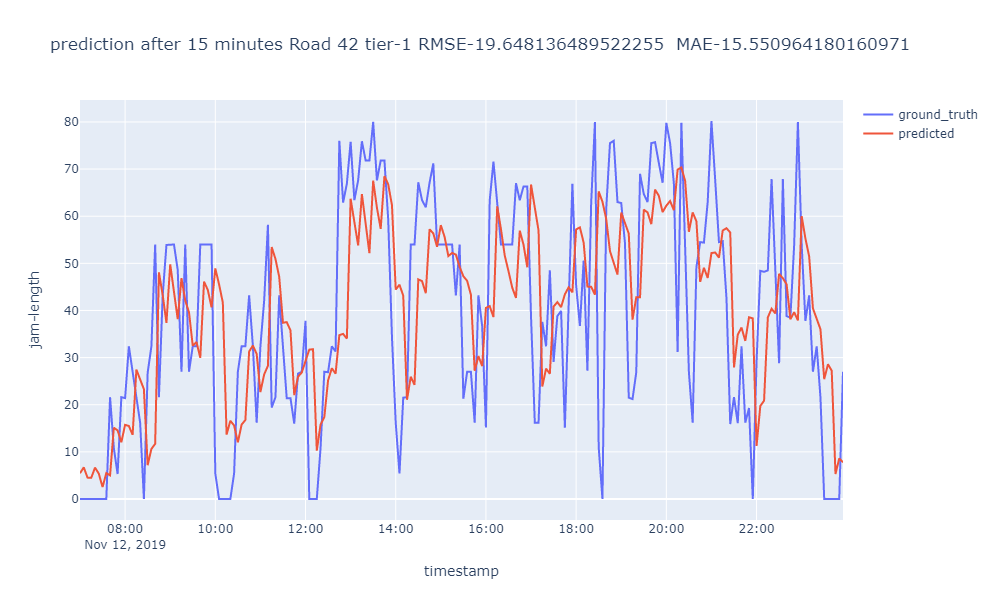 prediction after 15 minutes Road 42 tier-1 RMSE-19.648136489522255  MAE-15.550964180160971
ground_truth
predicted
jam-length
80
70
60
50
40
30
20
10
0
08:00 10:00 12:00 14:00 16:00 18:00 20:00 22:00
Nov 12, 2019
timestamp